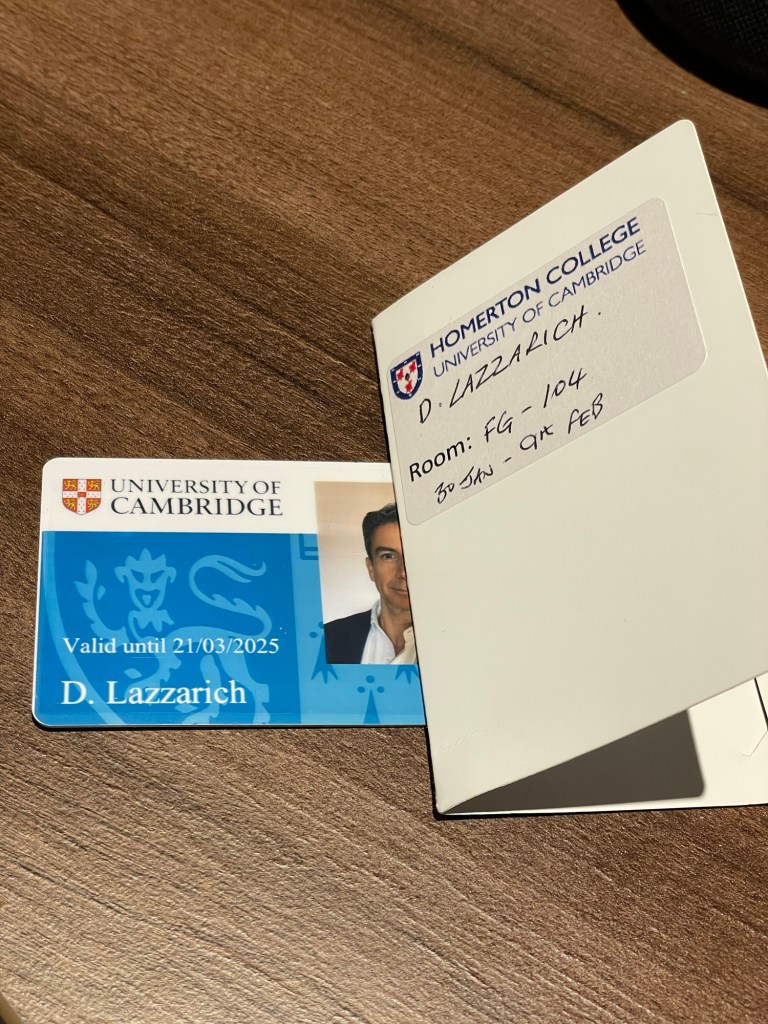 HOMERTON COLLEGE
UNIVERSITY OF CAMBRIDGE
D. LAZZARICH.
Room: FG - 104
30 JAN - 9th FEB
UNIVERSITY OF
CAMBRIDGE
Valid until 21/03/2025
D. Lazzarich